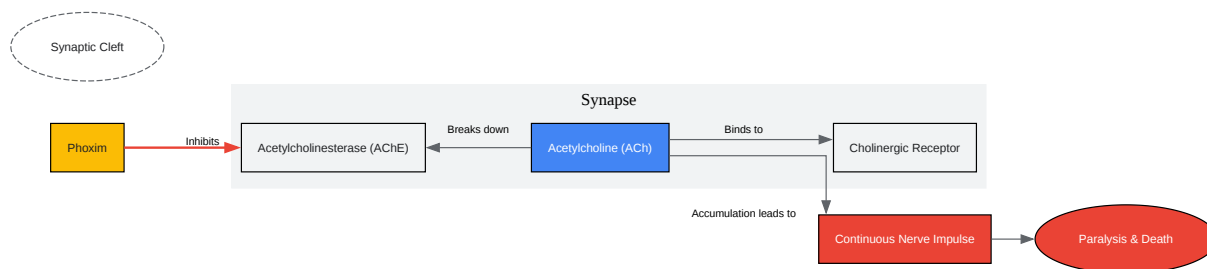 Synaptic Cleft
Synapse
Phoxim
Inhibits
Acetylcholinesterase (AChE)
Breaks down
Acetylcholine (ACh)
Binds to
Cholinergic Receptor
Accumulation leads to
Continuous Nerve Impulse
Paralysis & Death